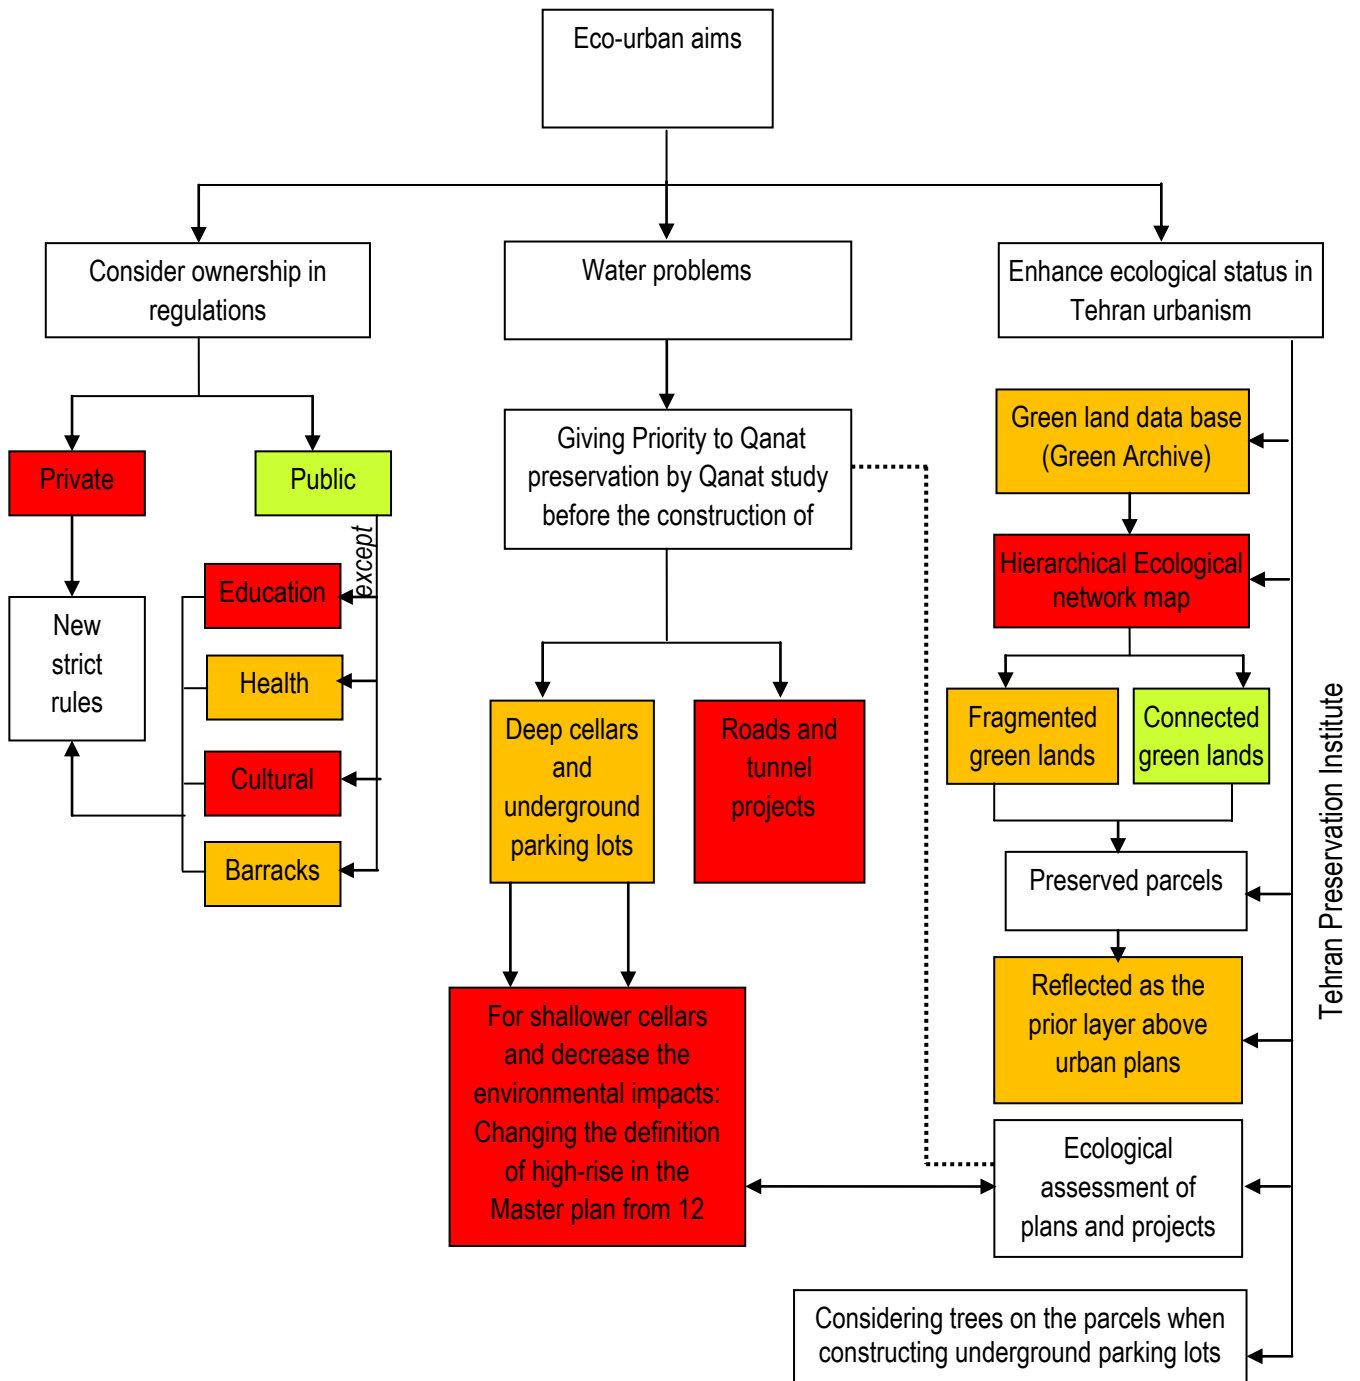 Eco-urban aims
Consider ownership in
regulations
Water problems
Enhance ecological status in
Tehran urbanism
Private
Public
except
New
strict
rules
Education
Health
Cultural
Barracks
Giving Priority to Qanat
preservation by Qanat study
before the construction of
Deep cellars
and
underground
parking lots
Roads and
tunnel
projects
For shallower cellars
and decrease the
environmental impacts:
Changing the definition
of high-rise in the
Master plan from 12
Green land data base
(Green Archive)
Hierarchical Ecological
network map
Fragmented
green lands
Connected
green lands
Preserved parcels
Reflected as the
prior layer above
urban plans
Ecological
assessment of
plans and projects
Considering trees on the parcels when
constructing underground parking lots
Tehran Preservation Institute